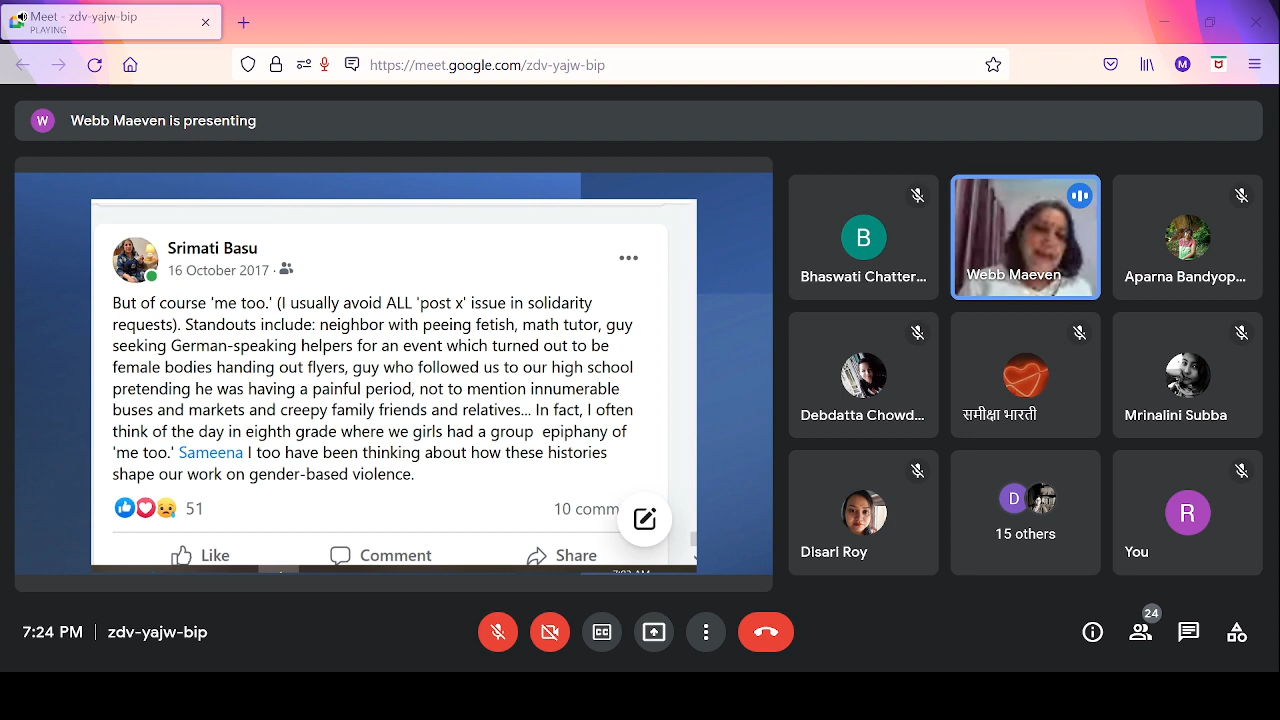 Meet - zdv-yajw-bip
PLAYING
https://meet.google.com/zdv-yajw-bip
M
W
Webb Maeven is presenting
Srimati Basu
16 October 2017 ·
But of course 'me too.' (I usually avoid ALL 'post x' issue in solidarity
requests). Standouts include: neighbor with peeing fetish, math tutor, guy
seeking German-speaking helpers for an event which turned out to be
female bodies handing out flyers, guy who followed us to our high school
pretending he was having a painful period, not to mention innumerable
buses and markets and creepy family friends and relatives... In fact, I often
think of the day in eighth grade where we girls had a group epiphany of
'me too.' Sameena I too have been thinking about how these histories
shape our work on gender-based violence.
51
10 comm
Like
Comment
Share
B
Bhaswati Chatter...
Webb Maeven
Aparna Bandyop...
Debdatta Chowd...
समीक्षा भारती
Mrinalini Subba
Disari Roy
D
15 others
R
You
7:24 PM
zdv-yajw-bip
24